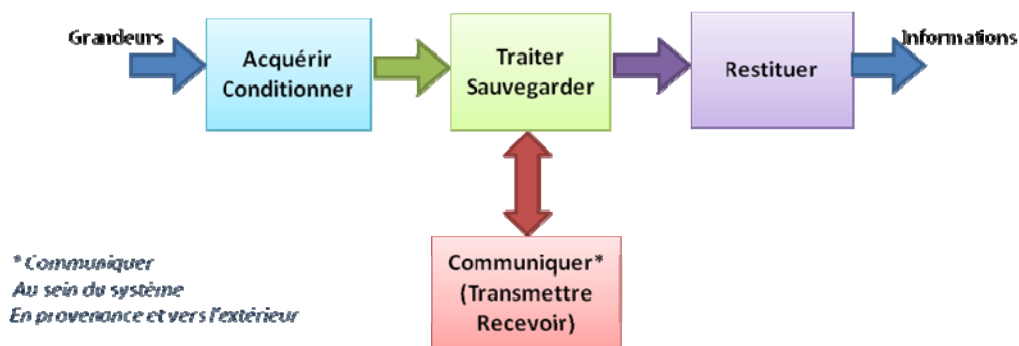 Grandeurs
Acquérir
Conditionner
Traiter
Sauvegarder
Restituer
Informations
Communiquer*
(Transmettre
Recevoir)
* Communiquer
Au sein du système
En provenance et vers l'extérieur